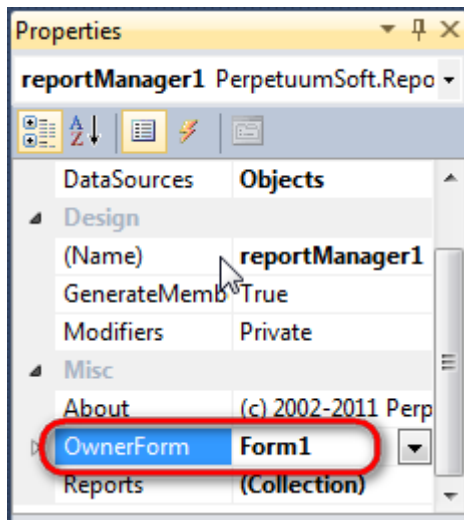 Properties
reportManager1 PerpetuumSoft.Repo
DataSources Objects
Design
(Name) reportManager1
GenerateMemb True
Modifiers Private
Misc
About (c) 2002-2011 Perp
OwnerForm Form1
Reports (Collection)